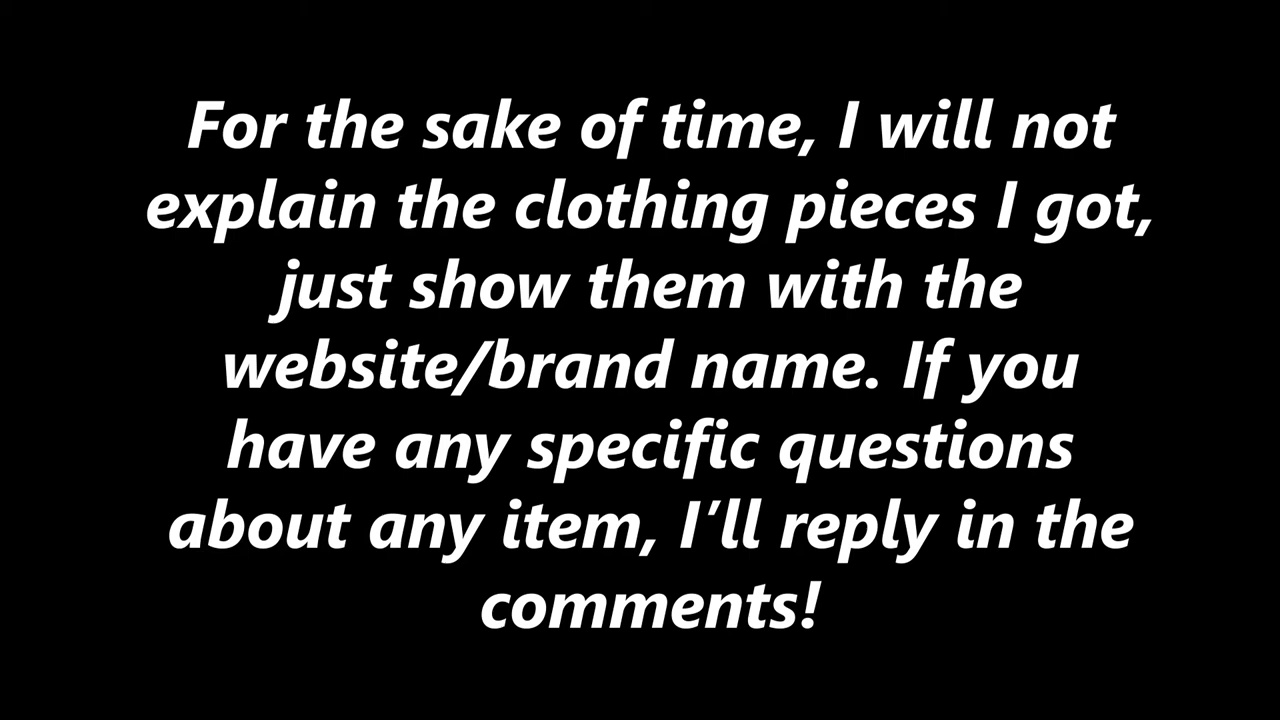 For the sake of time, I will not
explain the clothing pieces I got,
just show them with the
website/brand name. If you
have any specific questions
about any item, I’ll reply in the
comments!